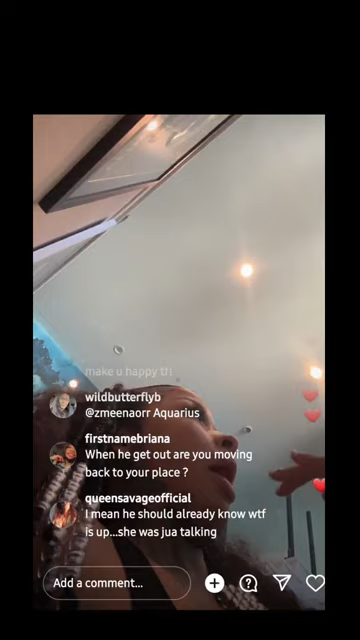 make u happy tf!
wildbutterflyb
@zmeenaorr Aquarius
firstnamebriana
When he get out are you moving
back to your place ?
queensavageofficial
I mean he should already know wtf
is up...she was jua talking
Add a comment...